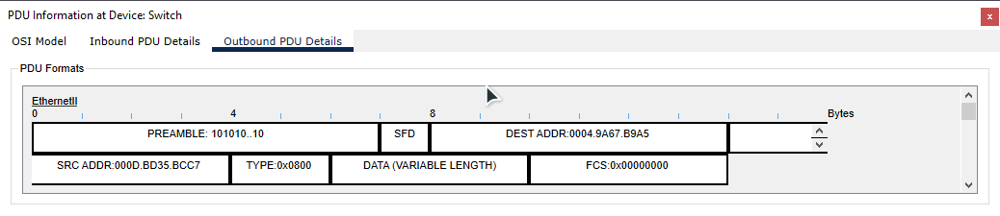 PDU Information at Device: Switch
x
OSI Model Inbound PDU Details Outbound PDU Details
PDU Formats
EthernetII
0 4 8 Bytes
PREAMBLE: 101010..10 SFD DEST ADDR:0004.9A67.B9A5
SRC ADDR:000D.BD35.BCC7 TYPE:0x0800 DATA (VARIABLE LENGTH) FCS:0x00000000